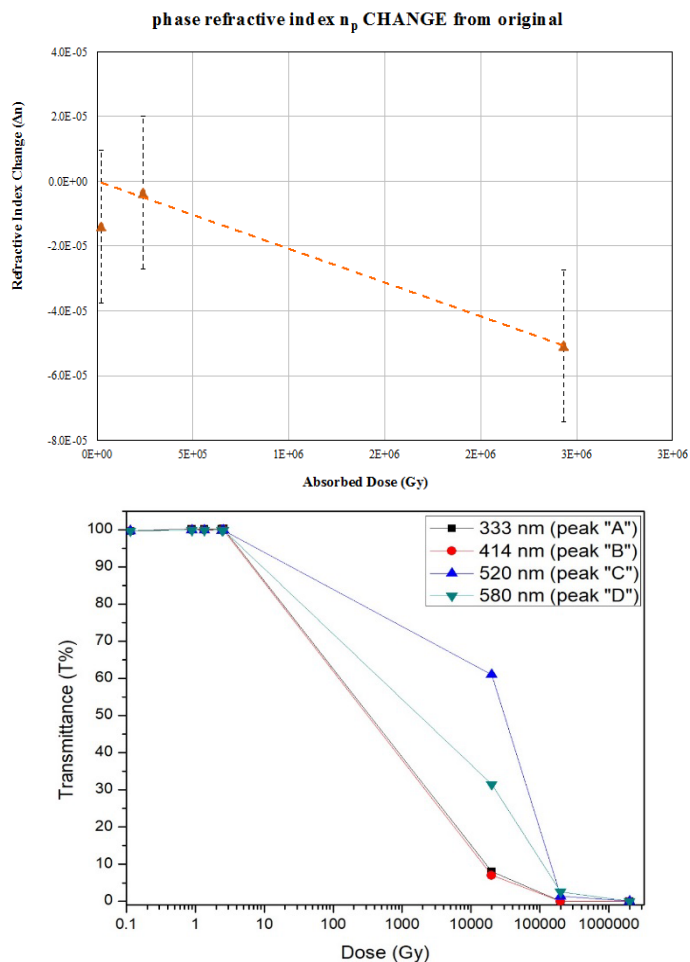 phase refractive index np CHANGE from original
4.0E-05
2.0E-05
0.0E+00
-2.0E-05
-4.0E-05
-6.0E-05
-8.0E-05
Refractive Index Change (Δn)
0E+00 5E+05 1E+06 2E+06 2E+06 3E+06 3E+06
Absorbed Dose (Gy)
333 nm (peak "A")
414 nm (peak "B")
520 nm (peak "C")
580 nm (peak "D")
100
90
80
70
60
50
40
30
20
10
0
Transmittance (T%)
0.1 1 10 100 1000 10000 100000 1000000
Dose (Gy)